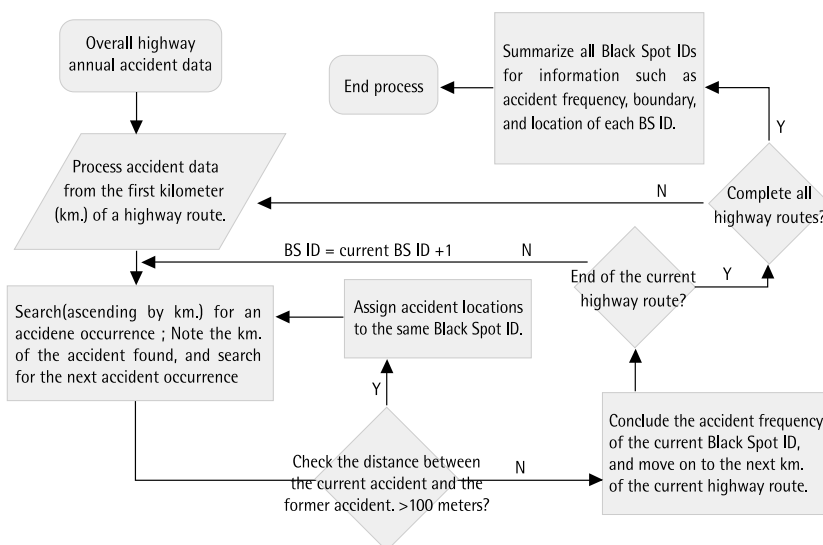 Overall highway
annual accident data
Process accident data
from the first kilometer
(km.) of a highway route.
BS ID = current BS ID +1
Search(ascending by km.) for an
accidene occurrence ; Note the km.
of the accident found, and search
for the next accident occurrence
Assign accident locations
to the same Black Spot ID.
Y
Check the distance between
the current accident and the
former accident. >100 meters?
N
Conclude the accident frequency
of the current Black Spot ID,
and move on to the next km.
of the current highway route.
End of the current
highway route?
N
Y
Complete all
highway routes?
N
Y
Summarize all Black Spot IDs
for information such as
accident frequency, boundary,
and location of each BS ID.
End process